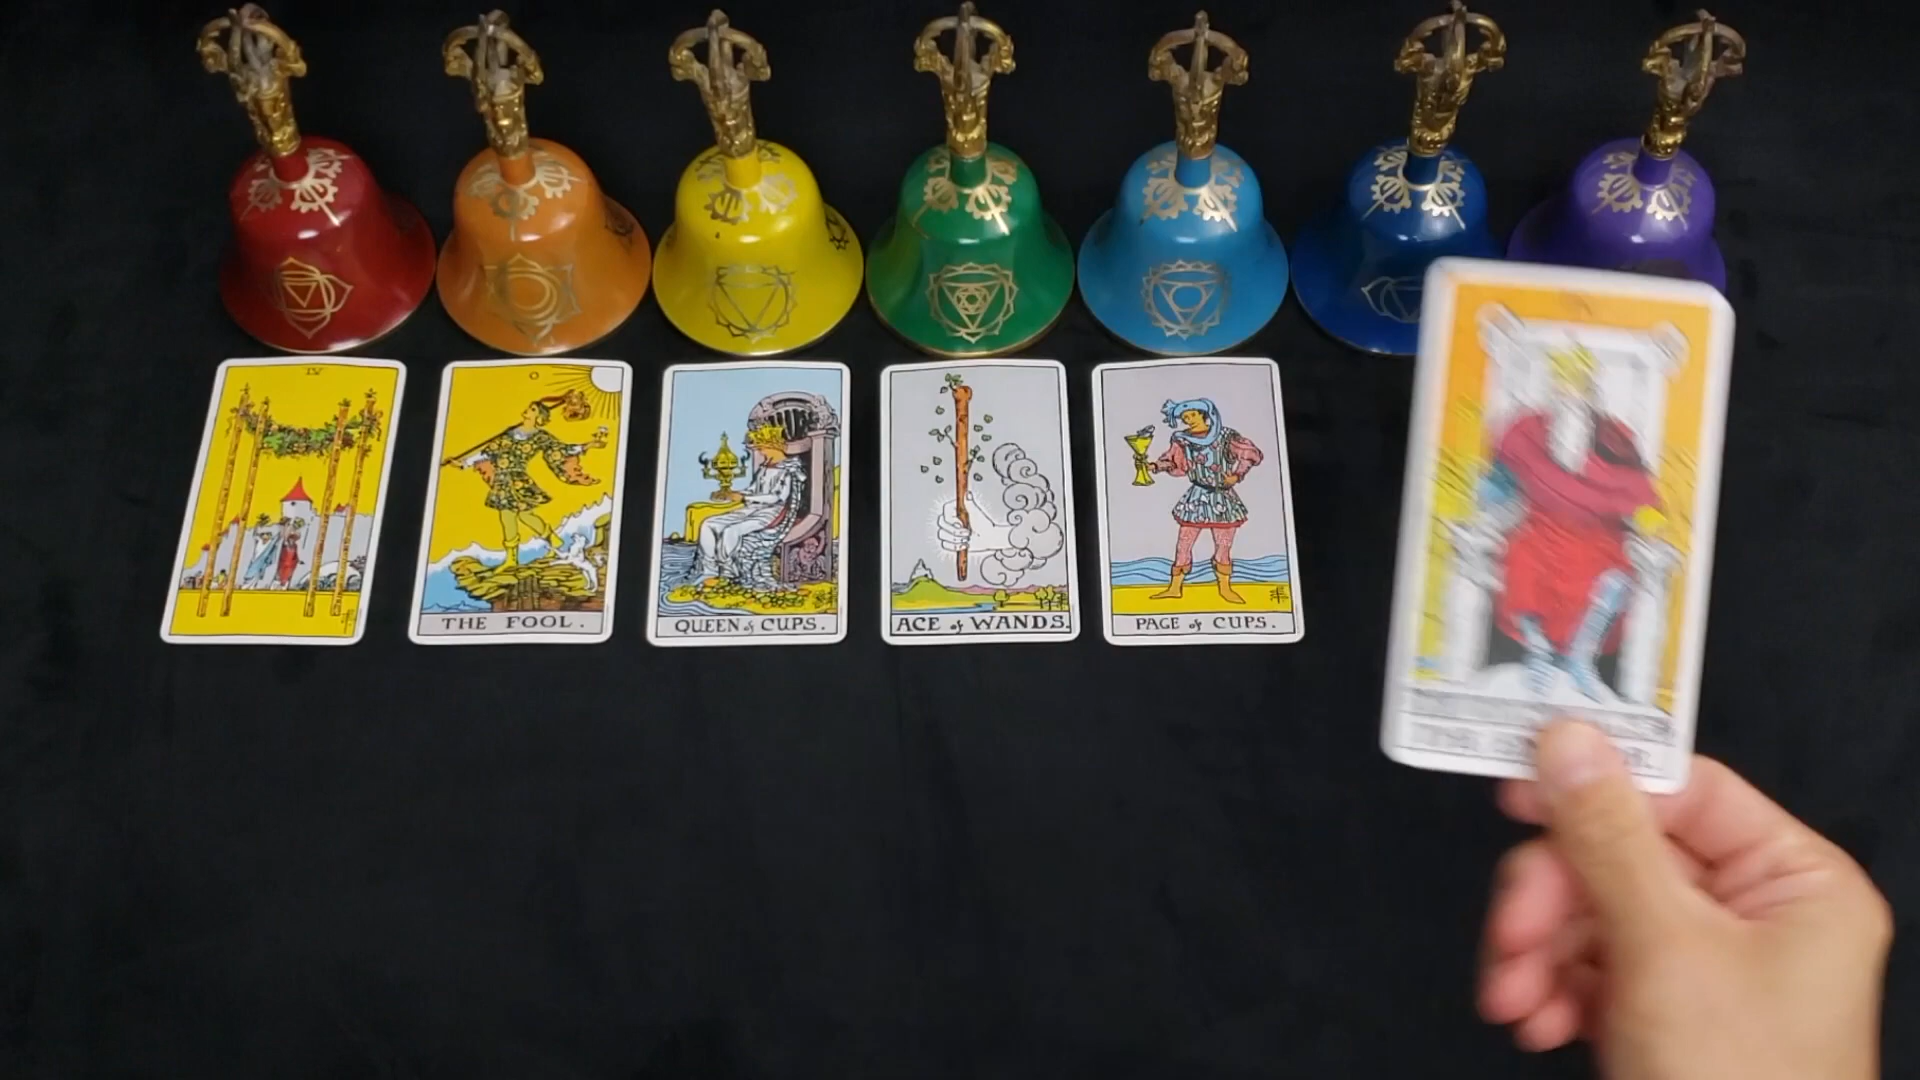 IV
THE FOOL.
QUEEN of CUPS.
ACE of WANDS.
PAGE of CUPS.